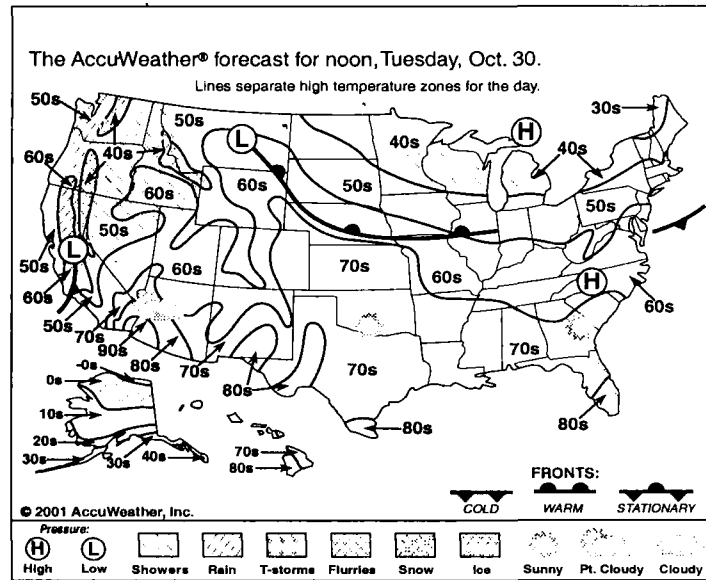 The AccuWeather® forecast for noon, Tuesday, Oct. 30.
Lines separate high temperature zones for the day.
50s
50s
30s
40s
40s
40s
60s
60s
60s
50s
50s
50s
50s
60s
60s
70s
60s
60s
50s
70s
90s
80s
70s
80s
70s
70s
80s
80s
-0s
0s
10s
20s
30s
30s
40s
70s
80s
L
L
H
H
FRONTS:
COLD WARM STATIONARY
© 2001 AccuWeather, Inc.
Pressure:
H L
High Low Showers Rain T-storms Flurries Snow Ice Sunny Pt. Cloudy Cloudy